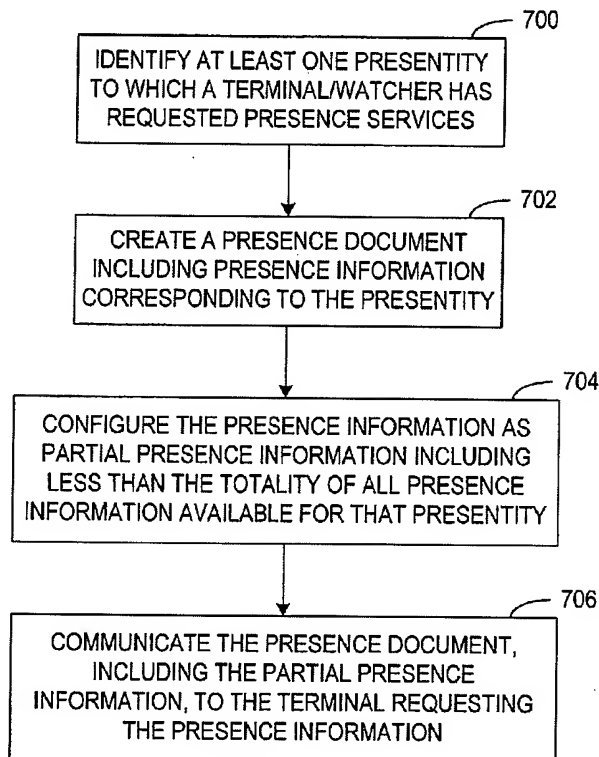 700
IDENTIFY AT LEAST ONE PRESENTITY
TO WHICH A TERMINAL/WATCHER HAS
REQUESTED PRESENCE SERVICES
702
CREATE A PRESENCE DOCUMENT
INCLUDING PRESENCE INFORMATION
CORRESPONDING TO THE PRESENTITY
704
CONFIGURE THE PRESENCE INFORMATION AS
PARTIAL PRESENCE INFORMATION INCLUDING
LESS THAN THE TOTALITY OF ALL PRESENCE
INFORMATION AVAILABLE FOR THAT PRESENTITY
706
COMMUNICATE THE PRESENCE DOCUMENT,
INCLUDING THE PARTIAL PRESENCE
INFORMATION, TO THE TERMINAL REQUESTING
THE PRESENCE INFORMATION